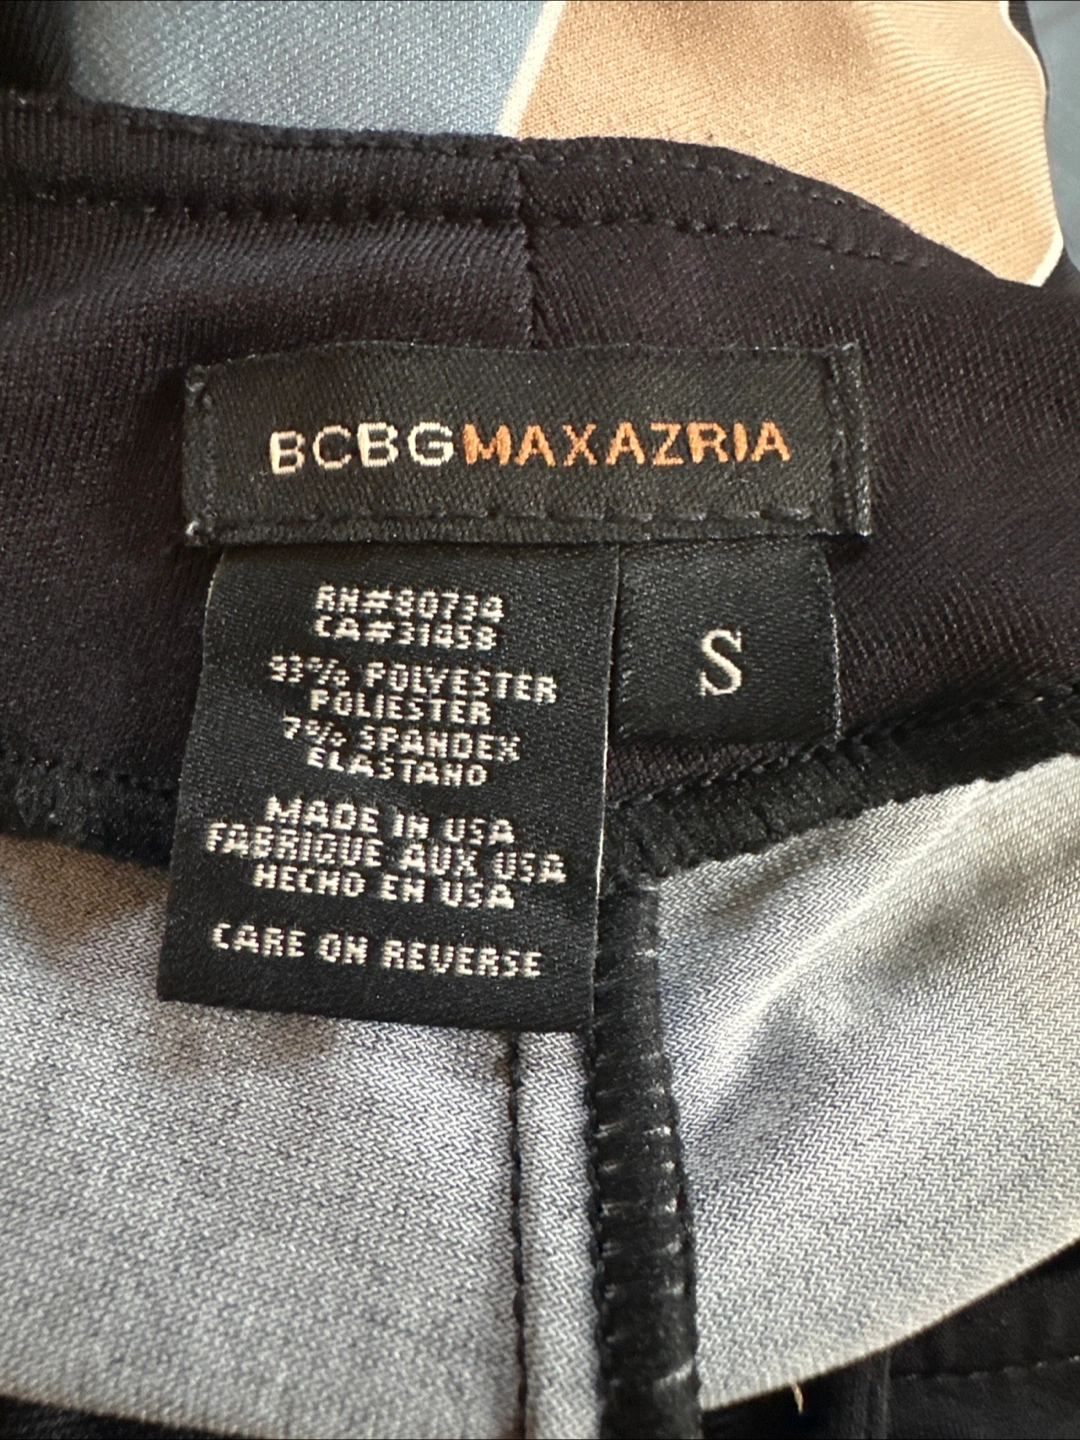 BCBGMAXAZRIA
RN#80734
CA#31458
93% POLYESTER
POLIESTER
7% SPANDEX
ELASTANO
MADE IN USA
FABRIQUE AUX USA
HECHO EN USA
CARE ON REVERSE
S